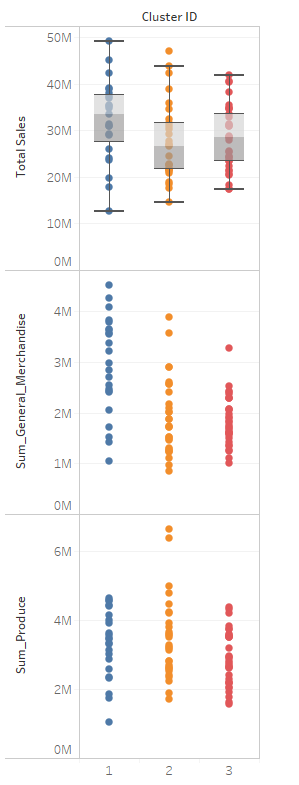 Cluster ID
50M
40M
30M
20M
10M
0M
Total Sales
4M
3M
2M
1M
0M
Sum_General_Merchandise
6M
4M
2M
0M
Sum_Produce
1 2 3